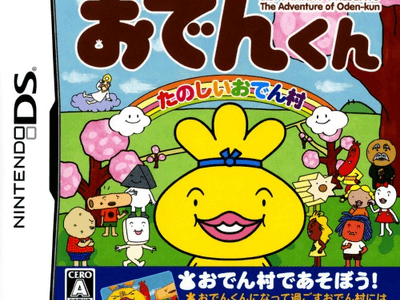 The Adventure of Oden-kun
おでんくん
たのしいおでん村
NINTENDO DS
CERO
A
おでん村であそぼう!
おでんくんになって過ごすおでん村には